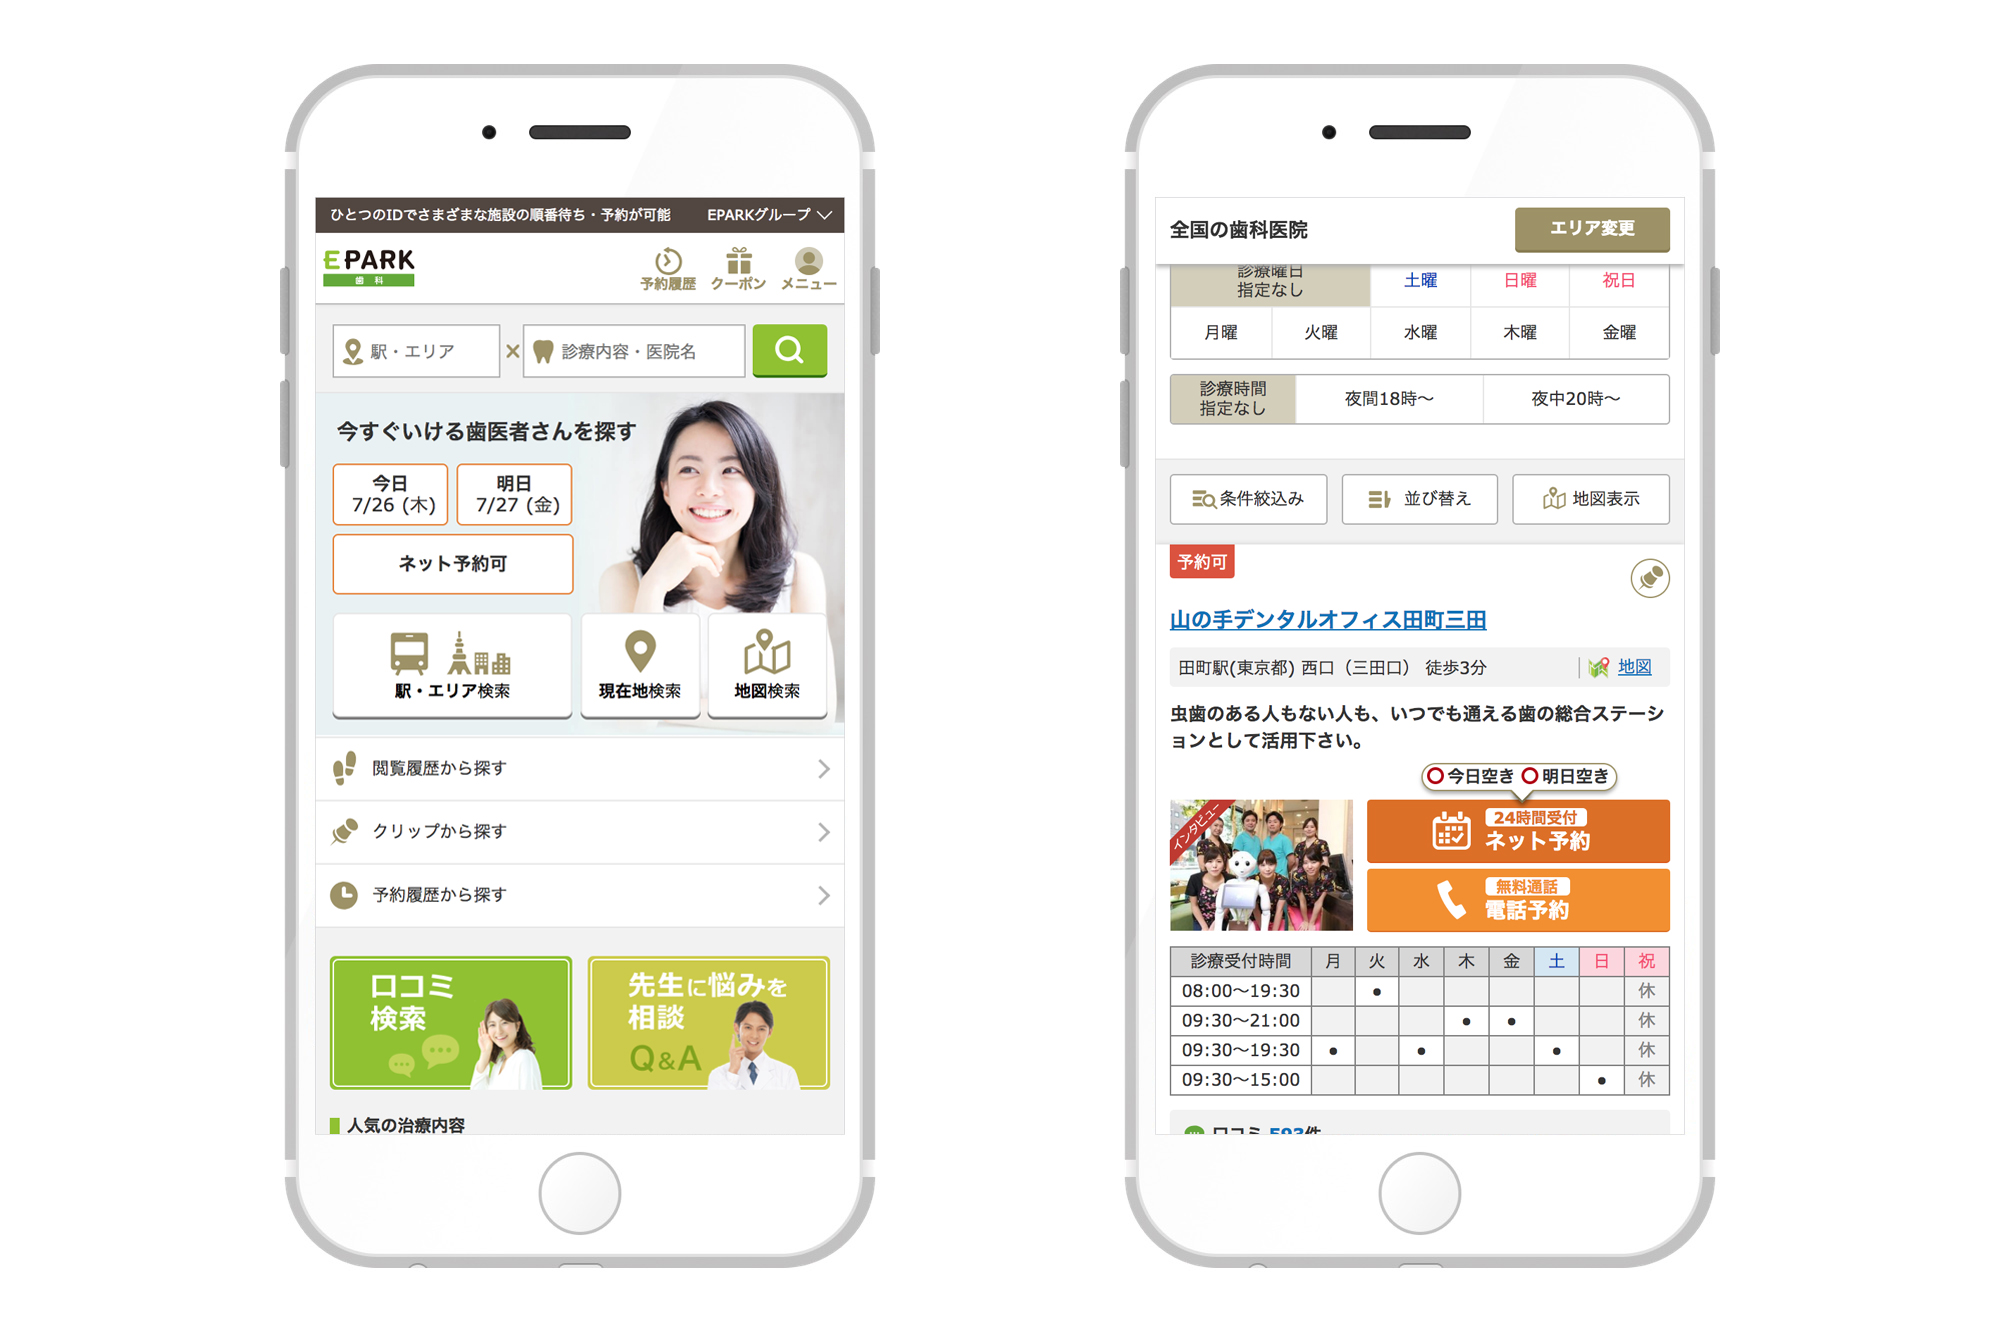 ひとつのIDでさまざまな施設の順番待ち・予約が可能 EPARKグループ
EPARK
歯科
予約履歴 クーポン メニュー
駅・エリア × 診療内容・医院名
今すぐいける歯医者さんを探す
今日 明日
7/26 (木) 7/27 (金)
ネット予約可
駅・エリア検索 現在地検索 地図検索
閲覧履歴から探す
クリップから探す
予約履歴から探す
口コミ
検索
先生に悩みを
相談
Q&A
人気の治療内容
全国の歯科医院 エリア変更
診療曜日
指定なし
土曜 日曜 祝日
月曜 火曜 水曜 木曜 金曜
診療時間
指定なし
夜間18時〜 夜中20時〜
条件絞込み 並び替え 地図表示
予約可
山の手デンタルオフィス田町三田
田町駅(東京都) 西口（三田口） 徒歩3分 地図
虫歯のある人もない人も、いつでも通える歯の総合ステーシ
ョンとして活用下さい。
今日空き 明日空き
インタビュー
24時間受付
ネット予約
無料通話
電話予約
診療受付時間 月 火 水 木 金 土 日 祝
08:00〜19:30 ● 休
09:30〜21:00 ● ● 休
09:30〜19:30 ● ● ● 休
09:30〜15:00 ● 休
口コミ 593件